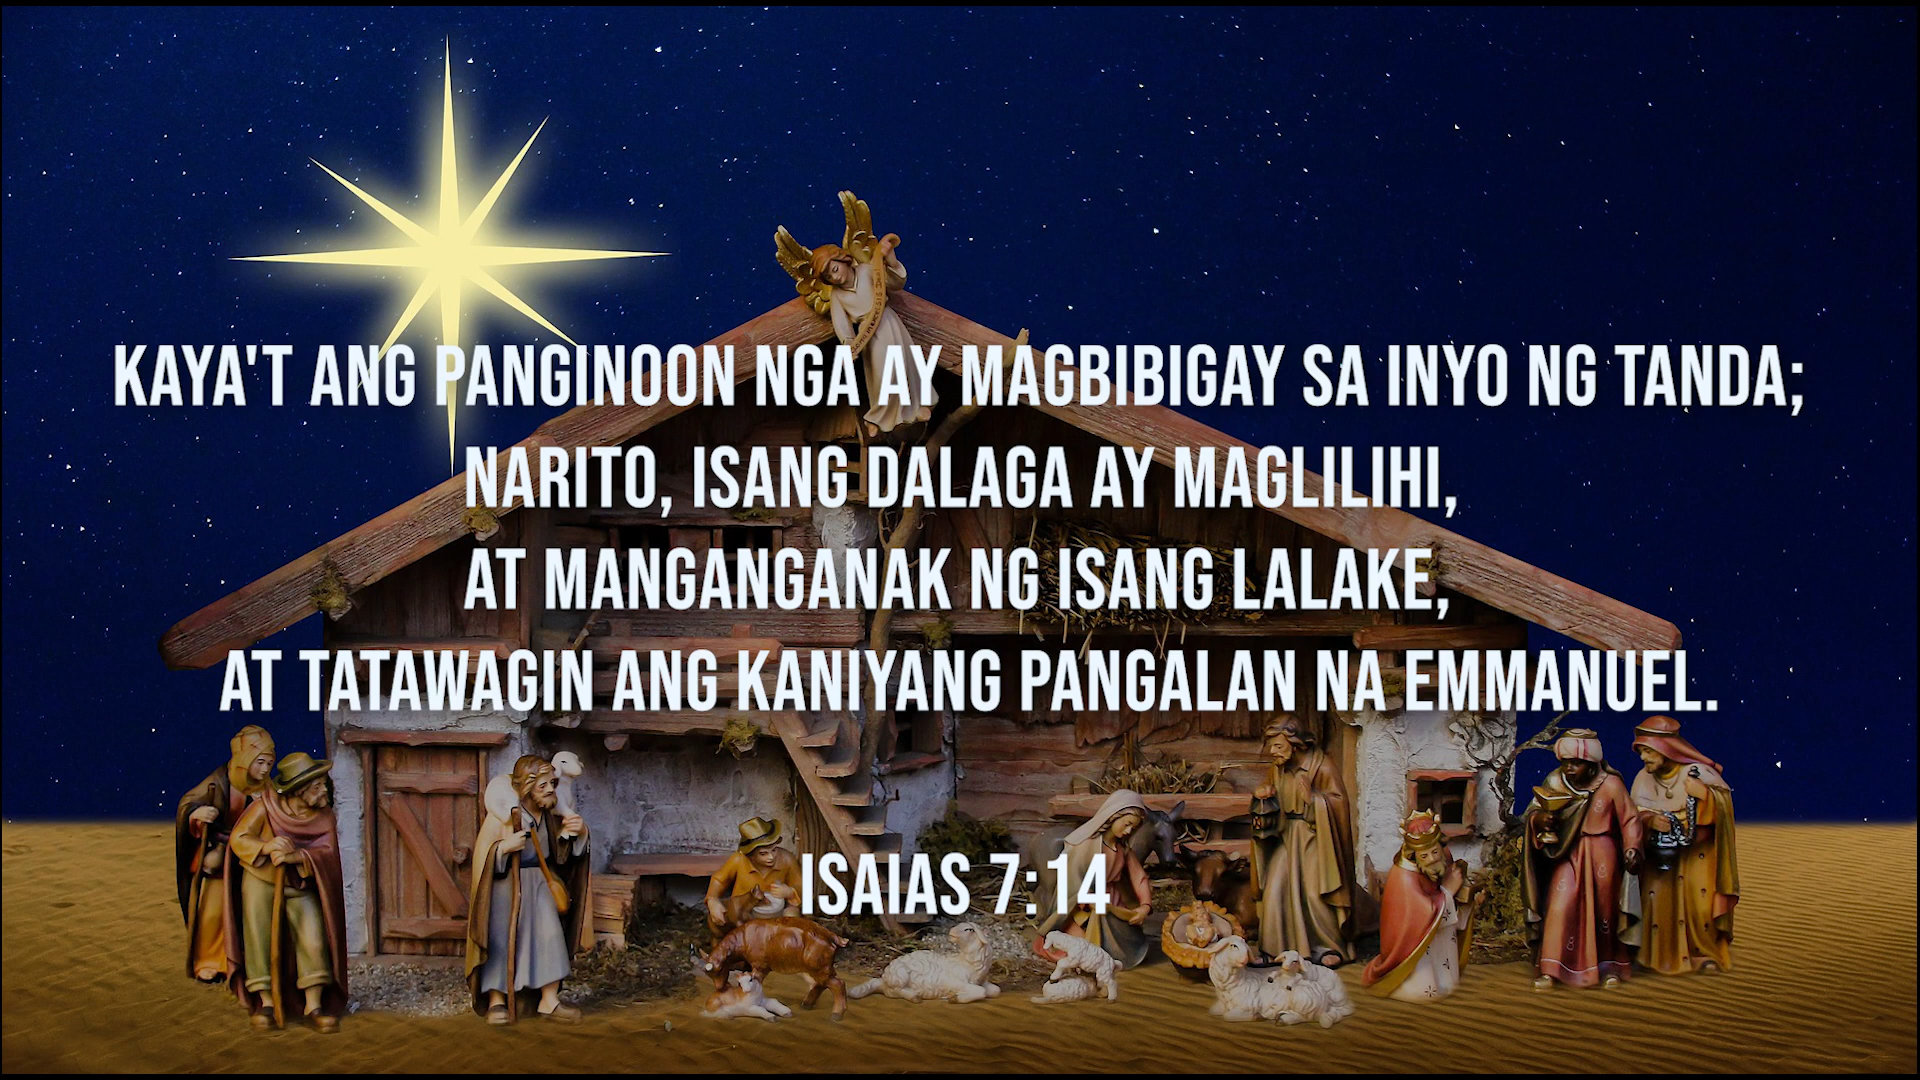 KAYA'T ANG PANGINOON NGA AY MAGBIBIGAY SA INYO NG TANDA;
NARITO, ISANG DALAGA AY MAGLILIHI,
AT MANGANGANAK NG ISANG LALAKE,
AT TATAWAGIN ANG KANIYANG PANGALAN NA EMMANUEL.
ISAIAS 7:14